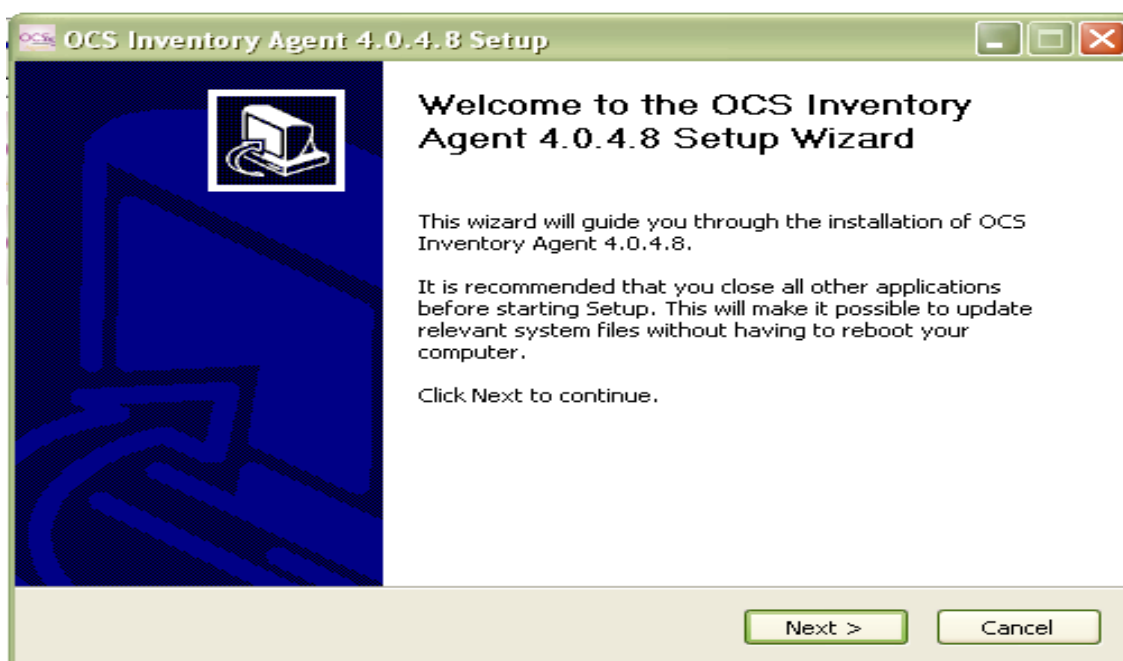 OCS Inventory Agent 4.0.4.8 Setup
Welcome to the OCS Inventory
Agent 4.0.4.8 Setup Wizard
This wizard will guide you through the installation of OCS
Inventory Agent 4.0.4.8.
It is recommended that you close all other applications
before starting Setup. This will make it possible to update
relevant system files without having to reboot your
computer.
Click Next to continue.
Next >
Cancel